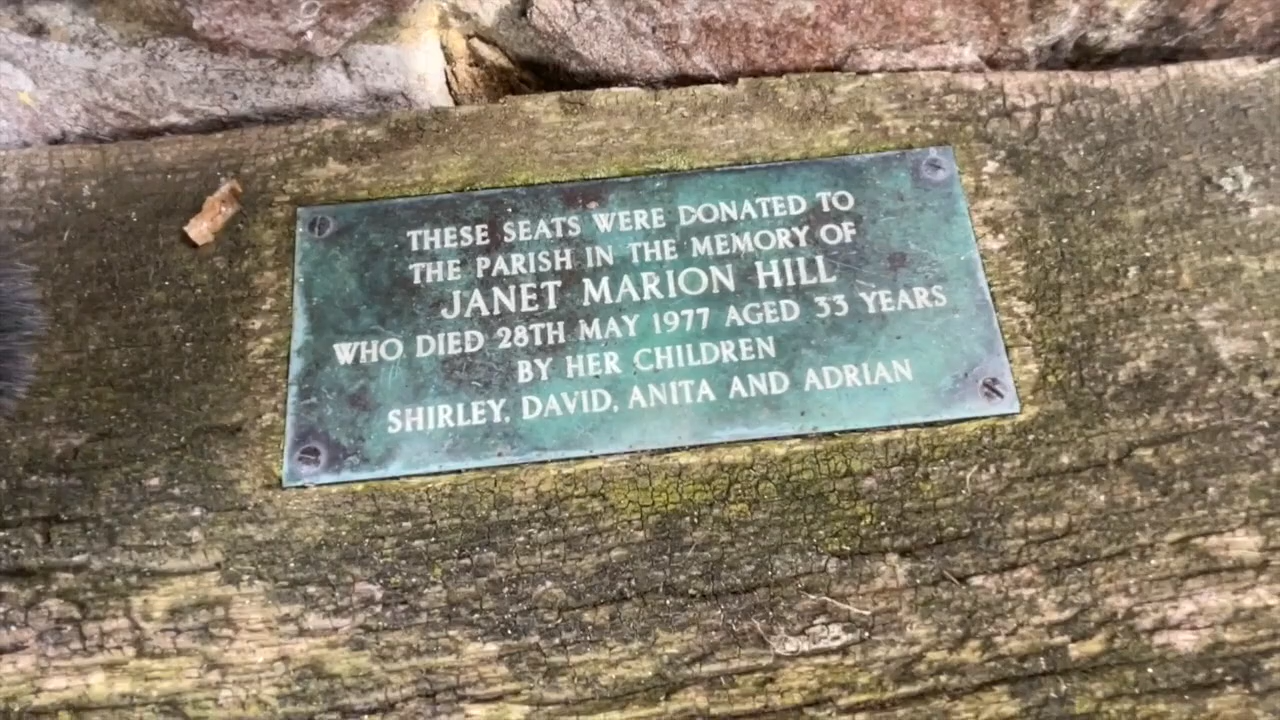 THESE SEATS WERE DONATED TO
THE PARISH IN THE MEMORY OF
JANET MARION HILL
WHO DIED 28TH MAY 1977 AGED 33 YEARS
BY HER CHILDREN
SHIRLEY, DAVID, ANITA AND ADRIAN